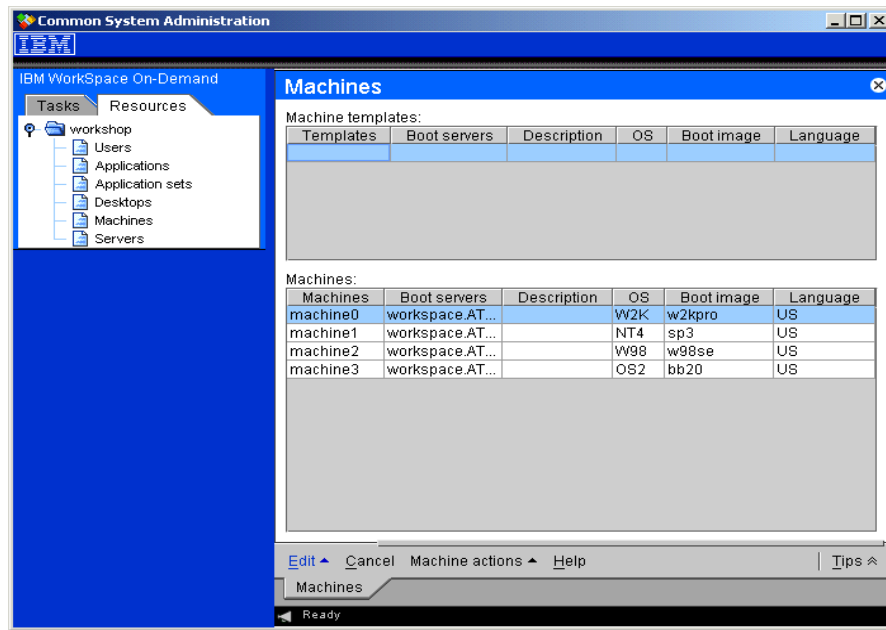 Common System Administration
IBM
IBM WorkSpace On-Demand
Tasks Resources
workshop
Users
Applications
Application sets
Desktops
Machines
Servers
Machines
Machine templates:
Templates Boot servers Description OS Boot image Language
Machines:
Machines Boot servers Description OS Boot image Language
machine0 workspace.AT... W2K w2kpro US
machine1 workspace.AT... NT4 sp3 US
machine2 workspace.AT... W98 w98se US
machine3 workspace.AT... OS2 bb20 US
Edit Cancel Machine actions Help Tips
Machines
Ready